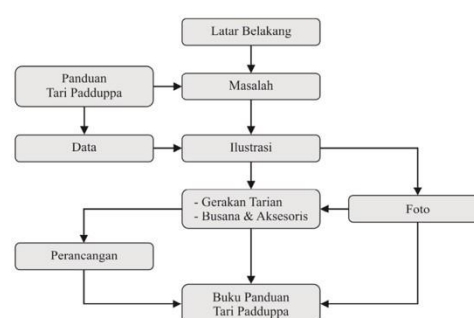 Latar Belakang
Panduan
Tari Padduppa
Masalah
Data
Ilustrasi
- Gerakan Tarian
- Busana & Aksesoris
Foto
Perancangan
Buku Panduan
Tari Padduppa